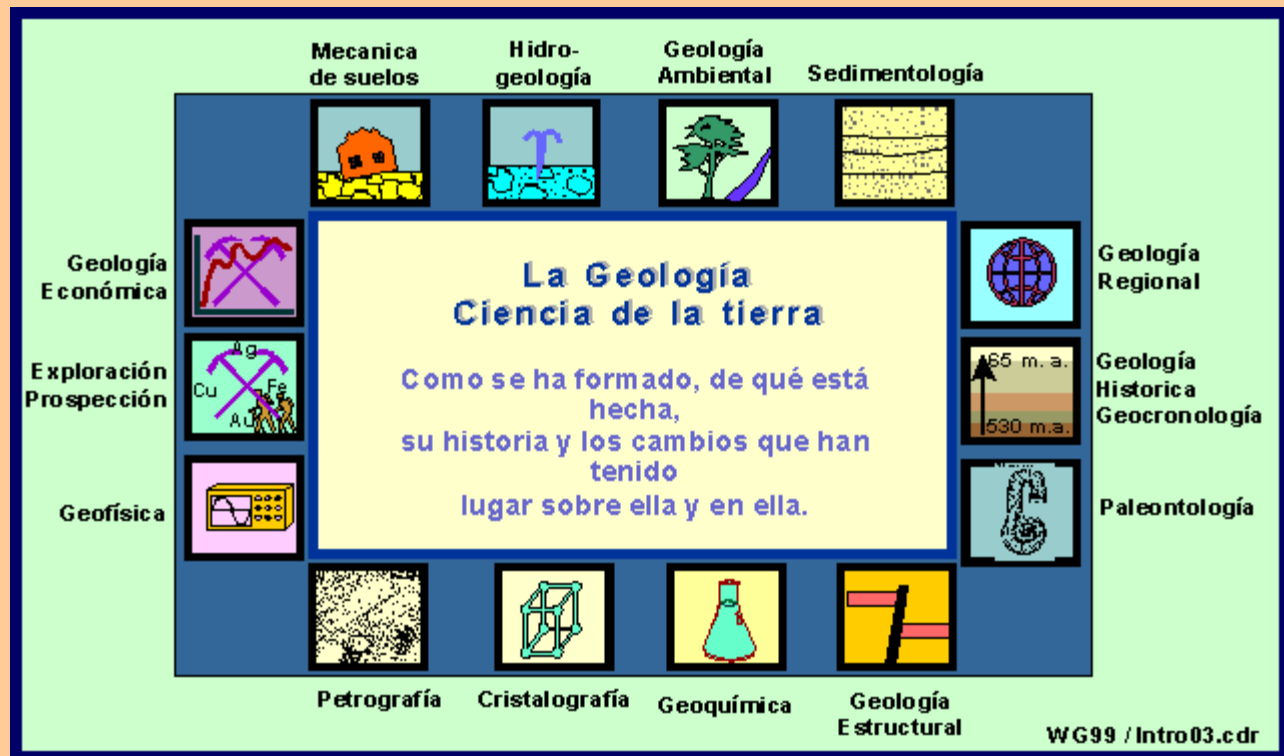 Mecanica
de suelos
Hidro-
geología
Geología
Ambiental
Sedimentología
Geología
Económica
Exploración
Prospección
Geofísica
Ag
Cu
Fe
Au
La Geología
Ciencia de la tierra
Como se ha formado, de qué está
hecha,
su historia y los cambios que han
tenido
lugar sobre ella y en ella.
Geología
Regional
65 m. a.
530 m.a.
Geología
Historica
Geocronología
Paleontología
Petrografía
Cristalografía
Geoquímica
Geología
Estructural
WG99 / Intro03.cdr